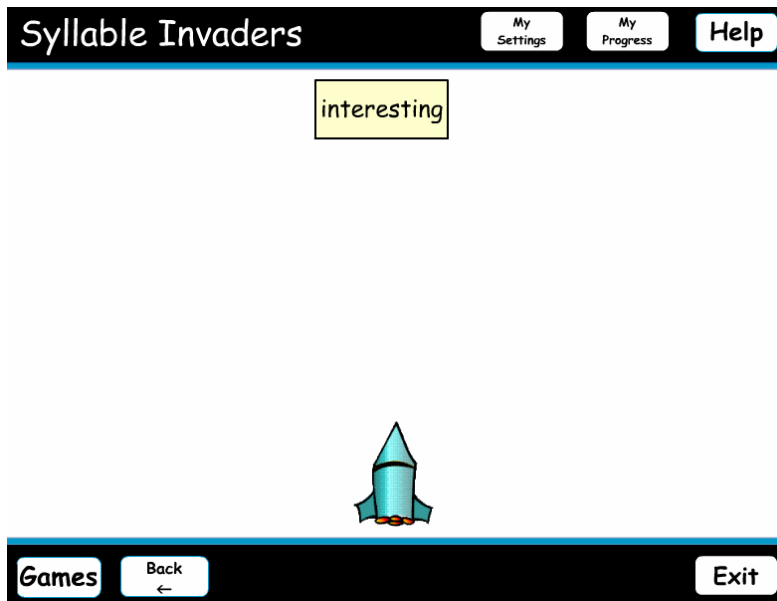 Syllable Invaders
My
Settings
My
Progress
Help
interesting
Games
Back
←
Exit